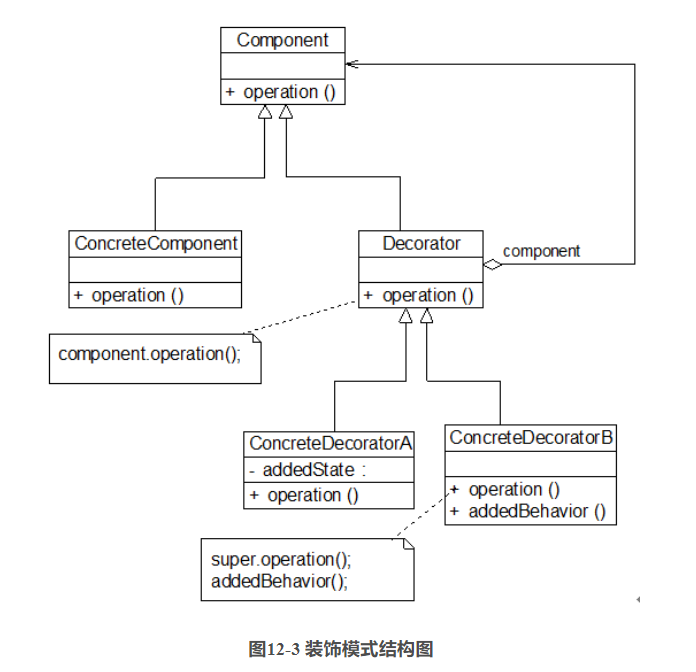 Component
+ operation ()
ConcreteComponent
+ operation ()
Decorator
+ operation ()
component
component.operation();
ConcreteDecoratorA
- addedState :
+ operation ()
ConcreteDecoratorB
+ operation ()
+ addedBehavior ()
super.operation();
addedBehavior();
图12-3 装饰模式结构图